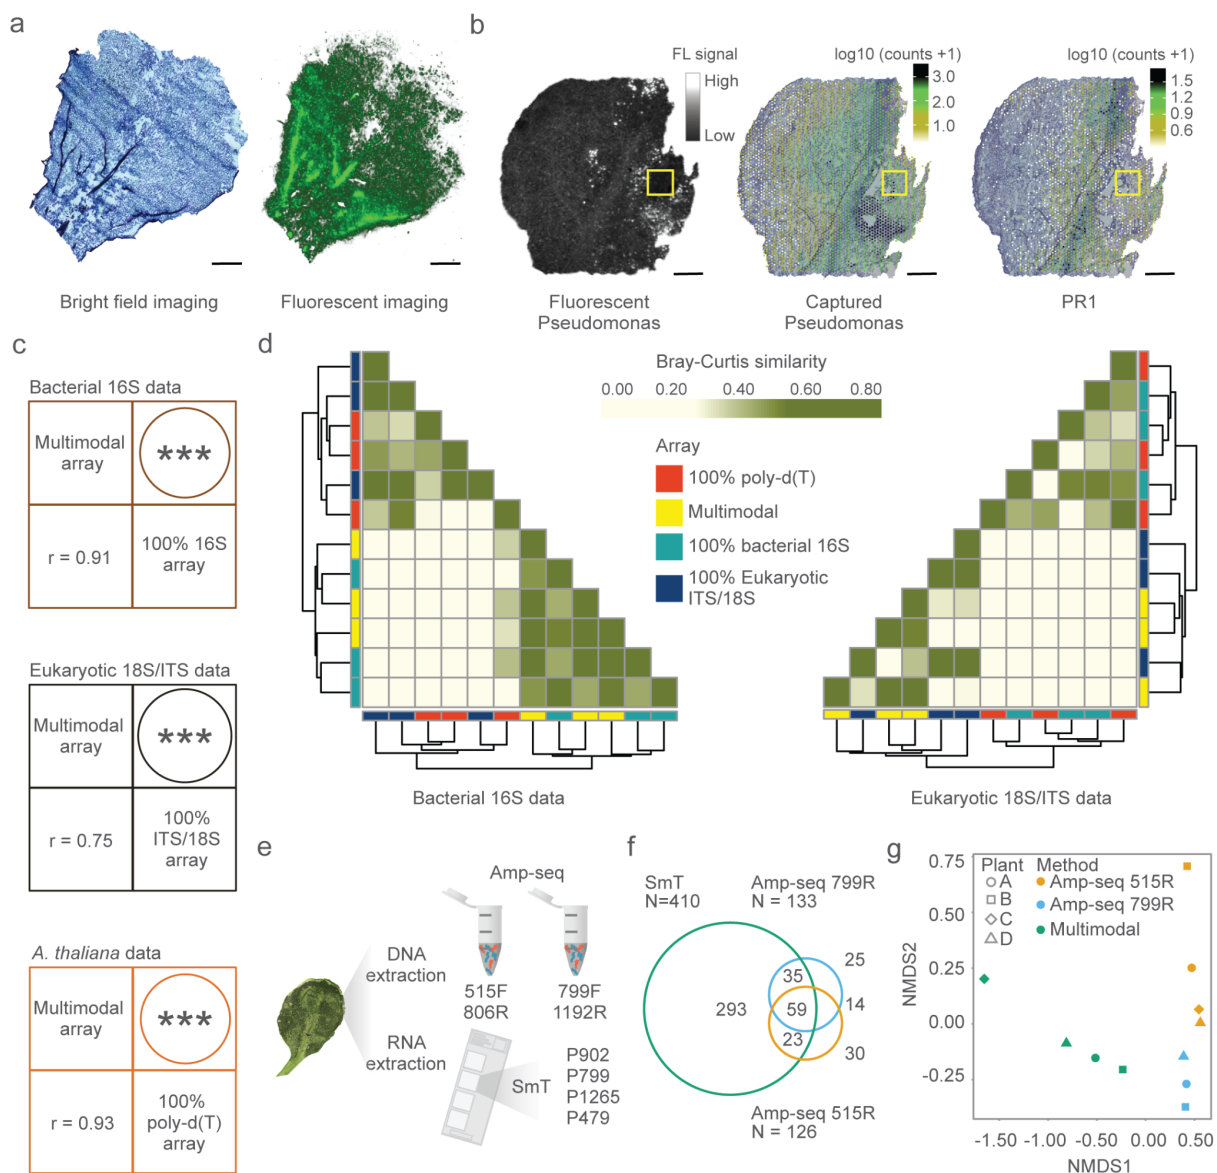 a
Bright field imaging
Fluorescent imaging
b
FL signal
High
Low
Fluorescent
Pseudomonas
log10 (counts +1)
3.0
2.0
1.0
Captured
Pseudomonas
log10 (counts +1)
1.5
1.2
0.9
0.6
PR1
c
Bacterial 16S data
Multimodal
array
***
r = 0.91
100% 16S
array
Eukaryotic 18S/ITS data
Multimodal
array
***
r = 0.75
100%
ITS/18S
array
A. thaliana data
Multimodal
array
***
r = 0.93
100%
poly-d(T)
array
d
Bray-Curtis similarity
0.00 0.20 0.40 0.60 0.80
Array
100% poly-d(T)
Multimodal
100% bacterial 16S
100% Eukaryotic
ITS/18S
Bacterial 16S data
Eukaryotic 18S/ITS data
e
Amp-seq
DNA
extraction
515F
806R
799F
1192R
RNA
extraction
SmT
P902
P799
P1265
P479
f
SmT
N=410
Amp-seq 799R
N = 133
25
35
14
293
59
23
30
Amp-seq 515R
N = 126
g
Plant
A
B
C
D
Method
Amp-seq 515R
Amp-seq 799R
Multimodal
NMDS2
0.75
0.50
0.25
0.00
-0.25
-1.50 -1.00 -0.50 0.00 0.50
NMDS1